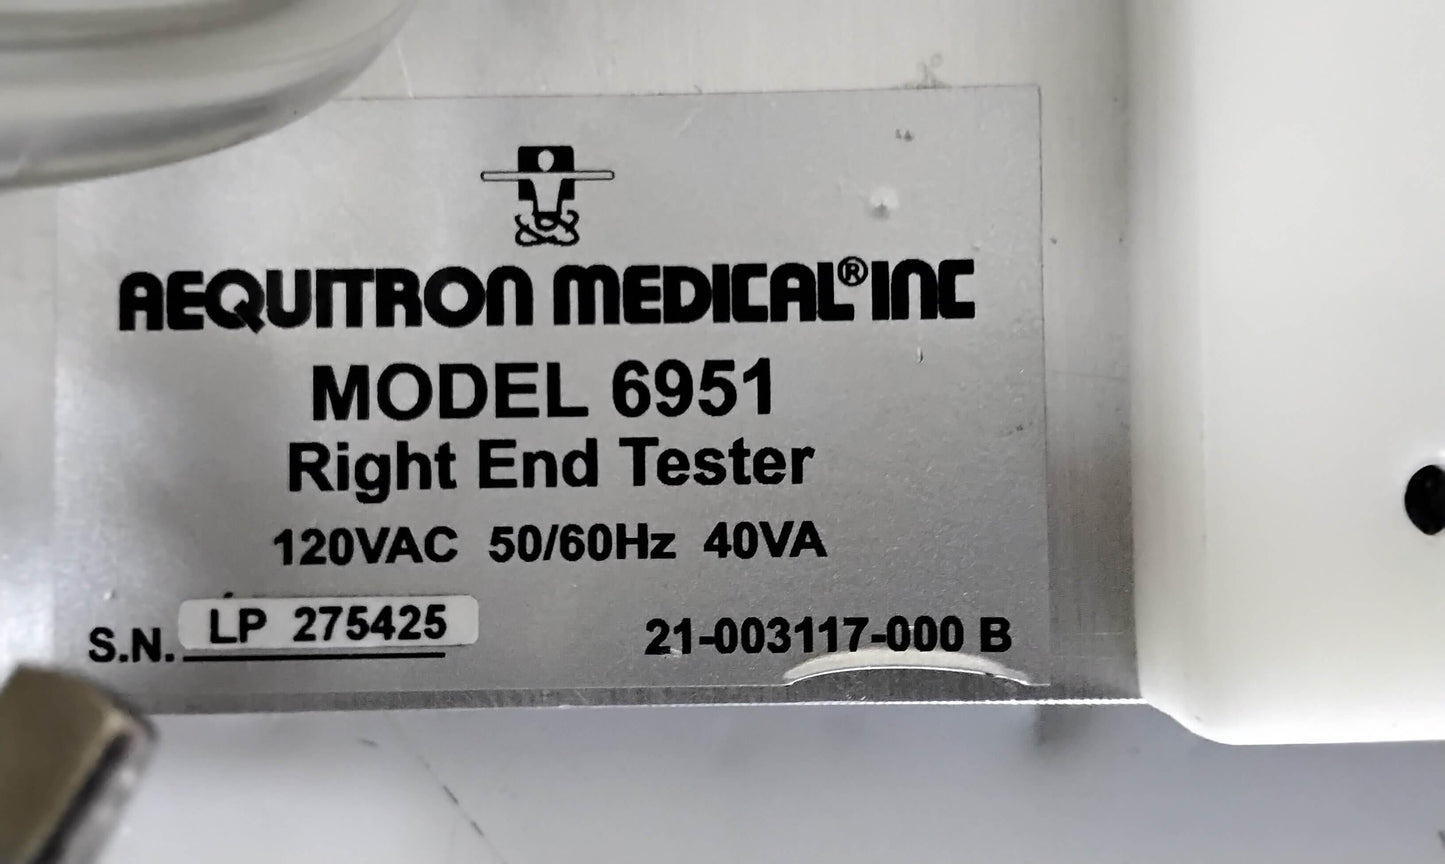 AEQUITRON MEDICAL® INC
MODEL 6951
Right End Tester
120VAC 50/60Hz 40VA
S.N. LP 275425
21-003117-000 B